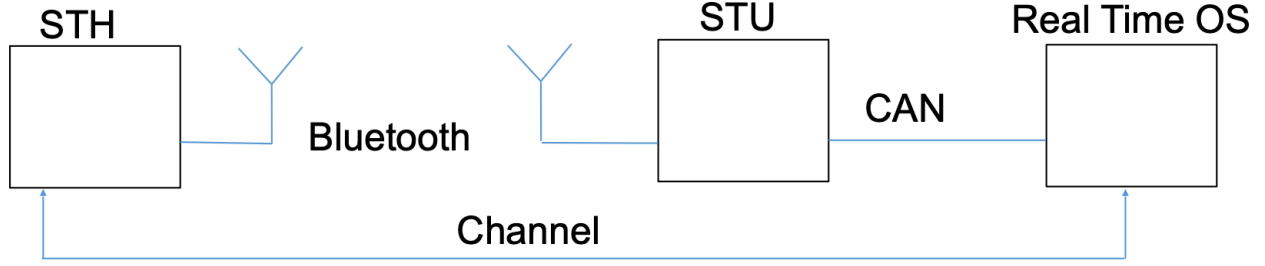 STH
STU
Real Time OS
Bluetooth
CAN
Channel